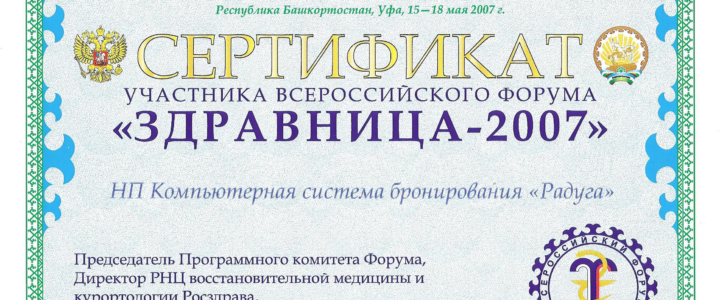 Республика Башкортостан, Уфа, 15—18 мая 2007 г.
СЕРТИФИКАТ
УЧАСТНИКА ВСЕРОССИЙСКОГО ФОРУМА
«ЗДРАВНИЦА-2007»
НП Компьютерная система бронирования «Радуга»
Председатель Программного комитета Форума,
Директор РНЦ восстановительной медицины и
курортологии Росздрава,
ВСЕРОССИЙСКИЙ ФОРУ